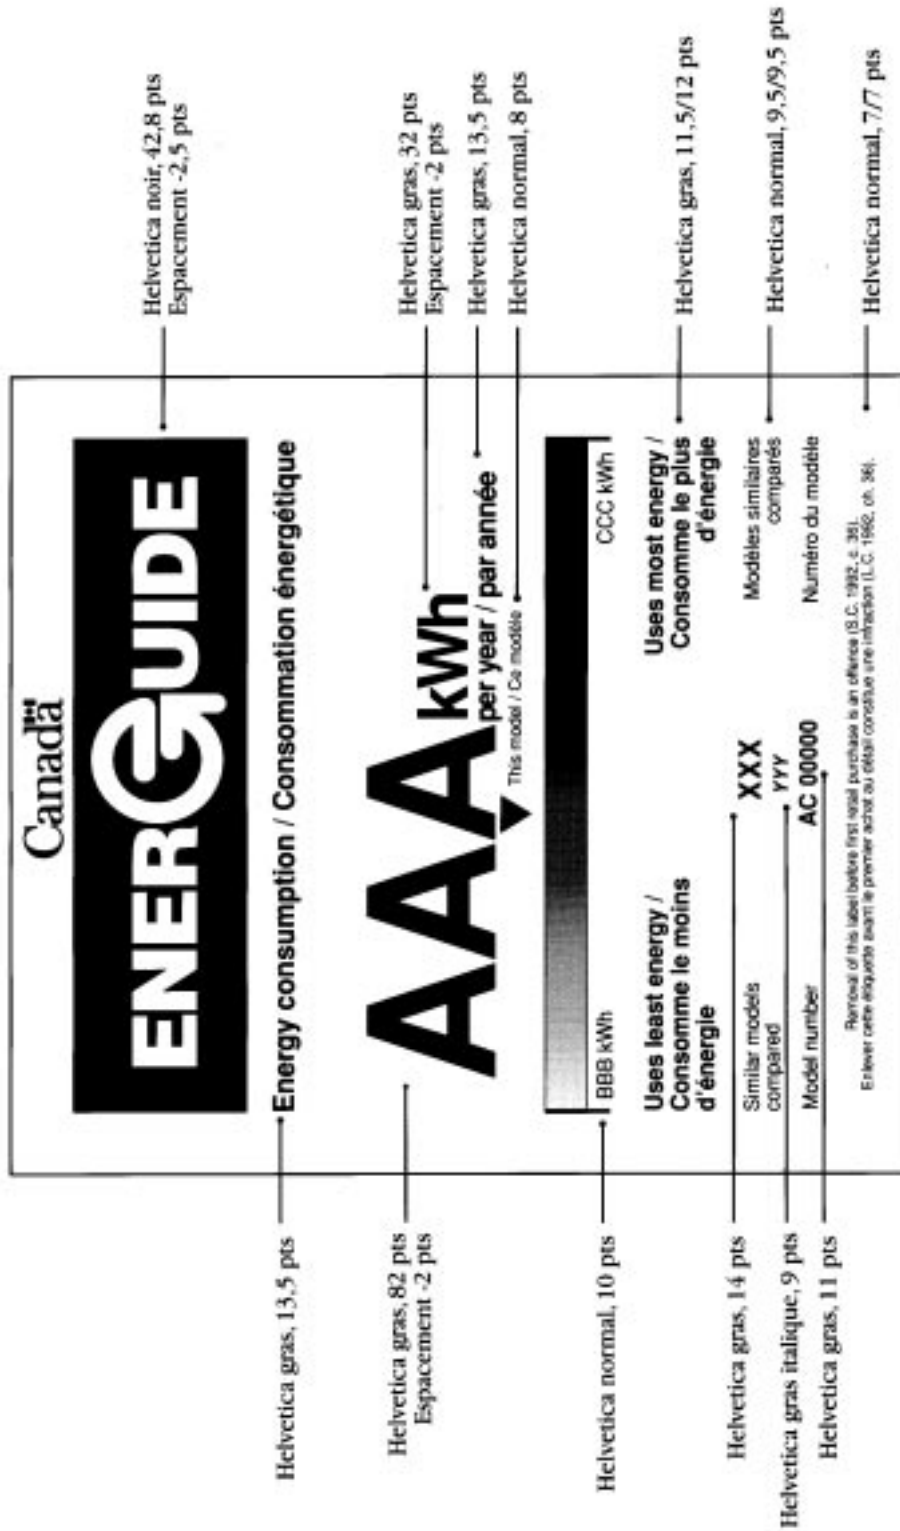 Canada
ENERGUIDE
Helvetica noir, 42,8 pts
Espacement -2,5 pts
Helvetica gras, 13,5 pts
Energy consumption / Consommation énergétique
Helvetica gras, 82 pts
Espacement -2 pts
AAA kWh
per year / par année
This model / Ce modèle
Helvetica gras, 32 pts
Espacement -2 pts
Helvetica gras, 13,5 pts
Helvetica normal, 8 pts
Helvetica normal, 10 pts
BBB kWh
CCC kWh
Uses least energy /
Consomme le moins
d'énergie
Uses most energy /
Consomme le plus
d'énergie
Helvetica gras, 11,5/12 pts
Helvetica gras, 14 pts
Similar models
compared
XXX
YYY
Modèles similaires
comparés
Helvetica normal, 9,5/9,5 pts
Helvetica gras italique, 9 pts
Model number
AC 00000
Numéro du modèle
Helvetica gras, 11 pts
Removal of this label before first retail purchase is an offence (S.C. 1992, c. 36).
Enlever cette étiquette avant le premier achat au détail constitue une infraction (L.C. 1992, ch. 36).
Helvetica normal, 7/7 pts